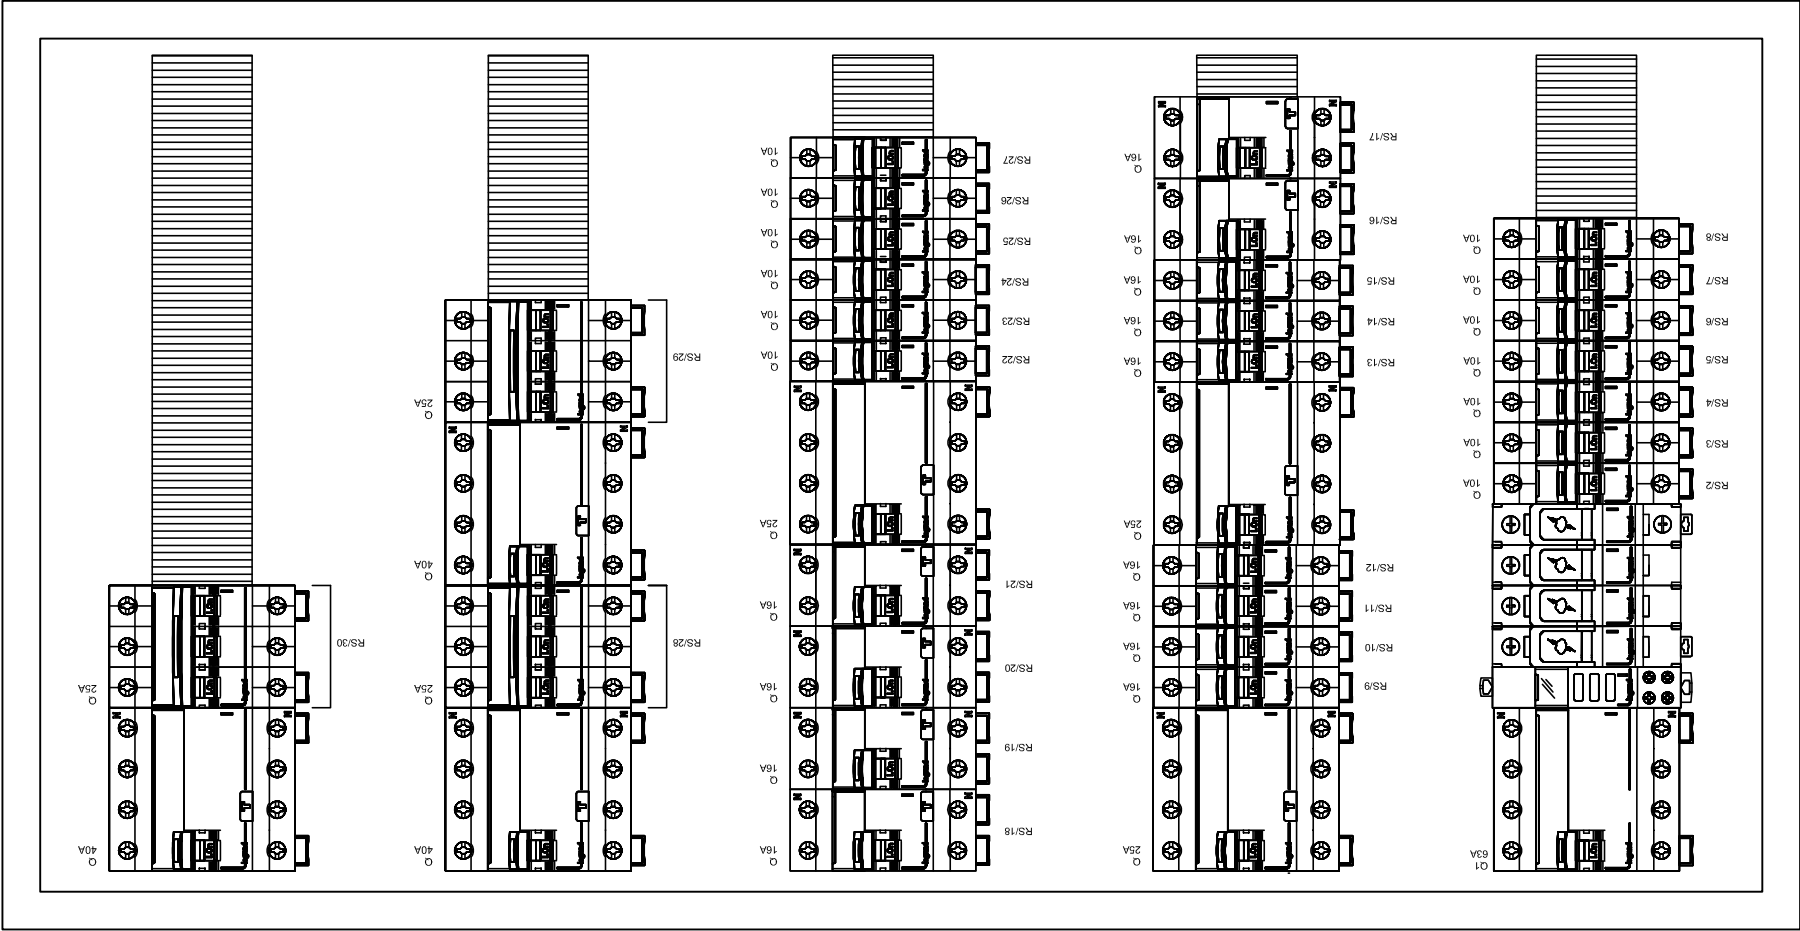 Q1
63A
RS/2
Q
10A
RS/3
Q
10A
RS/4
Q
10A
RS/5
Q
10A
RS/6
Q
10A
RS/7
Q
10A
RS/8
Q
10A
Q
25A
RS/9
Q
16A
RS/10
Q
16A
RS/11
Q
16A
RS/12
Q
16A
Q
25A
RS/13
Q
16A
RS/14
Q
16A
RS/15
Q
16A
RS/16
Q
16A
RS/17
Q
16A
RS/18
Q
16A
RS/19
Q
16A
RS/20
Q
16A
RS/21
Q
16A
Q
25A
RS/22
Q
10A
RS/23
Q
10A
RS/24
Q
10A
RS/25
Q
10A
RS/26
Q
10A
RS/27
Q
10A
Q
40A
RS/28
Q
25A
Q
40A
RS/29
Q
25A
Q
40A
RS/30
Q
25A